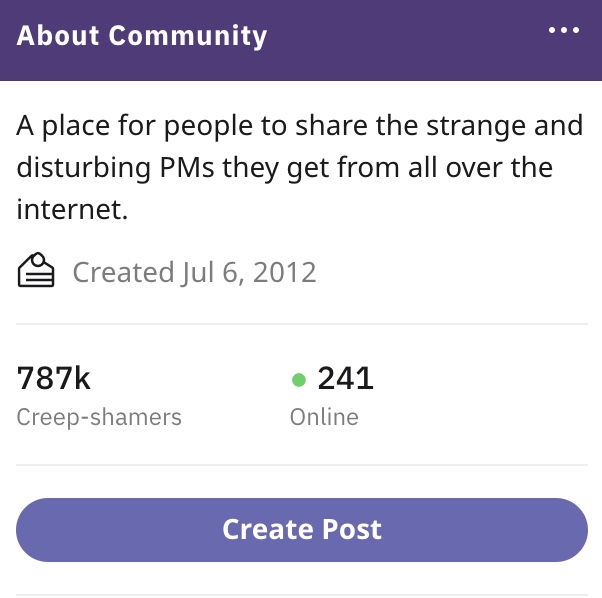 About Community
A place for people to share the strange and
disturbing PMs they get from all over the
internet.
Created Jul 6, 2012
787k
241
Creep-shamers
Online
Create Post